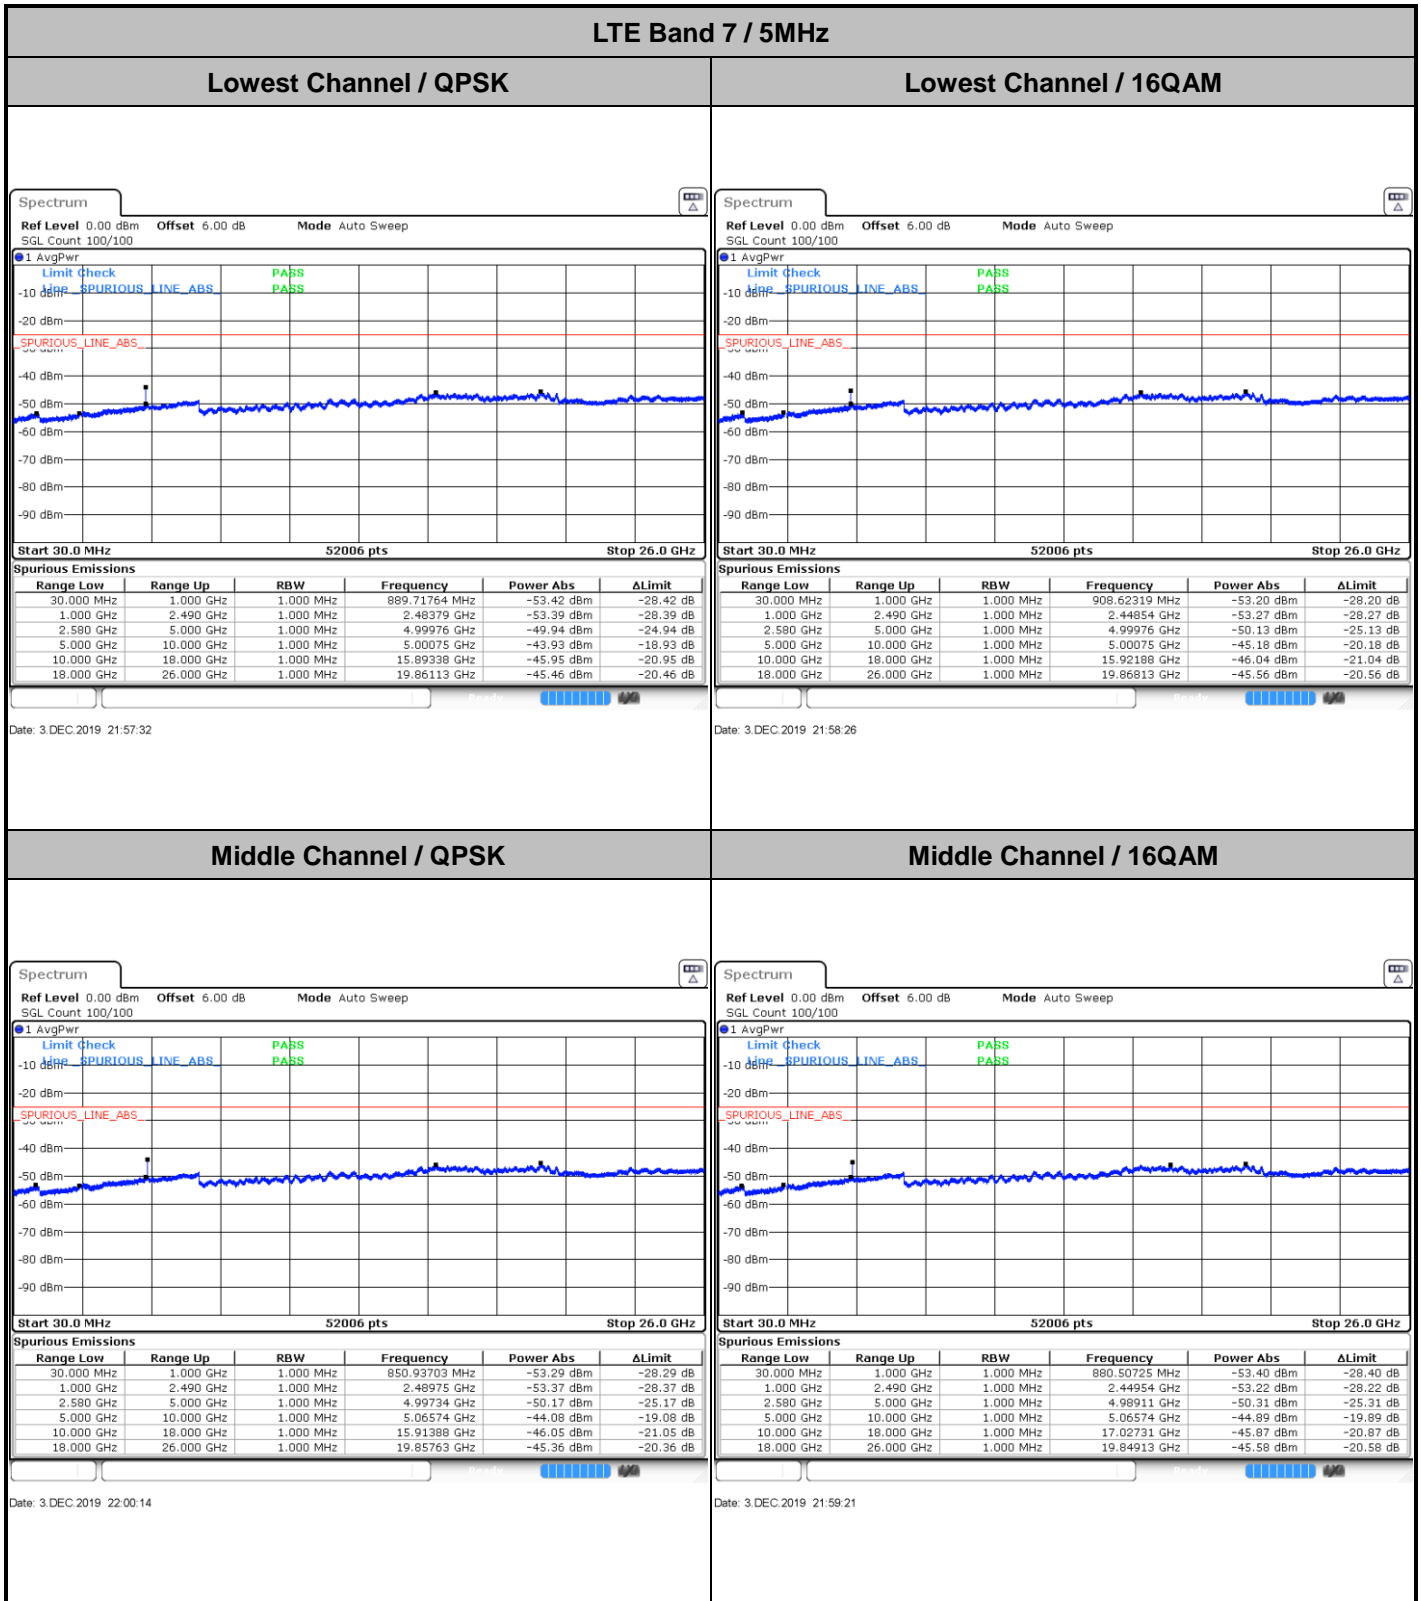 LTE Band 7 / 5MHz
Lowest Channel / QPSK
Lowest Channel / 16QAM
Spectrum
Ref Level 0.00 dBm Offset 6.00 dB Mode Auto Sweep
SGL Count 100/100
1 AvgPwr
Limit Check PASS
Line _SPURIOUS_LINE_ABS_ PASS
-10 dBm
-20 dBm
_SPURIOUS_LINE_ABS_
-40 dBm
-50 dBm
-60 dBm
-70 dBm
-80 dBm
-90 dBm
Start 30.0 MHz 52006 pts Stop 26.0 GHz
Spurious Emissions
Range Low Range Up RBW Frequency Power Abs ΔLimit
30.000 MHz 1.000 GHz 1.000 MHz 889.71764 MHz -53.42 dBm -28.42 dB
1.000 GHz 2.490 GHz 1.000 MHz 2.48379 GHz -53.39 dBm -28.39 dB
2.580 GHz 5.000 GHz 1.000 MHz 4.99976 GHz -49.94 dBm -24.94 dB
5.000 GHz 10.000 GHz 1.000 MHz 5.00075 GHz -43.93 dBm -18.93 dB
10.000 GHz 18.000 GHz 1.000 MHz 15.89338 GHz -45.95 dBm -20.95 dB
18.000 GHz 26.000 GHz 1.000 MHz 19.86113 GHz -45.46 dBm -20.46 dB
Date: 3.DEC.2019 21:57:32
Spectrum
Ref Level 0.00 dBm Offset 6.00 dB Mode Auto Sweep
SGL Count 100/100
1 AvgPwr
Limit Check PASS
Line _SPURIOUS_LINE_ABS_ PASS
-10 dBm
-20 dBm
_SPURIOUS_LINE_ABS_
-40 dBm
-50 dBm
-60 dBm
-70 dBm
-80 dBm
-90 dBm
Start 30.0 MHz 52006 pts Stop 26.0 GHz
Spurious Emissions
Range Low Range Up RBW Frequency Power Abs ΔLimit
30.000 MHz 1.000 GHz 1.000 MHz 908.62319 MHz -53.20 dBm -28.20 dB
1.000 GHz 2.490 GHz 1.000 MHz 2.44854 GHz -53.27 dBm -28.27 dB
2.580 GHz 5.000 GHz 1.000 MHz 4.99976 GHz -50.13 dBm -25.13 dB
5.000 GHz 10.000 GHz 1.000 MHz 5.00075 GHz -45.18 dBm -20.18 dB
10.000 GHz 18.000 GHz 1.000 MHz 15.92188 GHz -46.04 dBm -21.04 dB
18.000 GHz 26.000 GHz 1.000 MHz 19.86813 GHz -45.56 dBm -20.56 dB
Date: 3.DEC.2019 21:58:26
Middle Channel / QPSK
Middle Channel / 16QAM
Spectrum
Ref Level 0.00 dBm Offset 6.00 dB Mode Auto Sweep
SGL Count 100/100
1 AvgPwr
Limit Check PASS
Line _SPURIOUS_LINE_ABS_ PASS
-10 dBm
-20 dBm
_SPURIOUS_LINE_ABS_
-40 dBm
-50 dBm
-60 dBm
-70 dBm
-80 dBm
-90 dBm
Start 30.0 MHz 52006 pts Stop 26.0 GHz
Spurious Emissions
Range Low Range Up RBW Frequency Power Abs ΔLimit
30.000 MHz 1.000 GHz 1.000 MHz 850.93703 MHz -53.29 dBm -28.29 dB
1.000 GHz 2.490 GHz 1.000 MHz 2.48975 GHz -53.37 dBm -28.37 dB
2.580 GHz 5.000 GHz 1.000 MHz 4.99734 GHz -50.17 dBm -25.17 dB
5.000 GHz 10.000 GHz 1.000 MHz 5.06574 GHz -44.08 dBm -19.08 dB
10.000 GHz 18.000 GHz 1.000 MHz 15.91388 GHz -46.05 dBm -21.05 dB
18.000 GHz 26.000 GHz 1.000 MHz 19.85763 GHz -45.36 dBm -20.36 dB
Date: 3.DEC.2019 22:00:14
Spectrum
Ref Level 0.00 dBm Offset 6.00 dB Mode Auto Sweep
SGL Count 100/100
1 AvgPwr
Limit Check PASS
Line _SPURIOUS_LINE_ABS_ PASS
-10 dBm
-20 dBm
_SPURIOUS_LINE_ABS_
-40 dBm
-50 dBm
-60 dBm
-70 dBm
-80 dBm
-90 dBm
Start 30.0 MHz 52006 pts Stop 26.0 GHz
Spurious Emissions
Range Low Range Up RBW Frequency Power Abs ΔLimit
30.000 MHz 1.000 GHz 1.000 MHz 880.50725 MHz -53.40 dBm -28.40 dB
1.000 GHz 2.490 GHz 1.000 MHz 2.44954 GHz -53.22 dBm -28.22 dB
2.580 GHz 5.000 GHz 1.000 MHz 4.98911 GHz -50.31 dBm -25.31 dB
5.000 GHz 10.000 GHz 1.000 MHz 5.06574 GHz -44.89 dBm -19.89 dB
10.000 GHz 18.000 GHz 1.000 MHz 17.02731 GHz -45.87 dBm -20.87 dB
18.000 GHz 26.000 GHz 1.000 MHz 19.84913 GHz -45.58 dBm -20.58 dB
Date: 3.DEC.2019 21:59:21